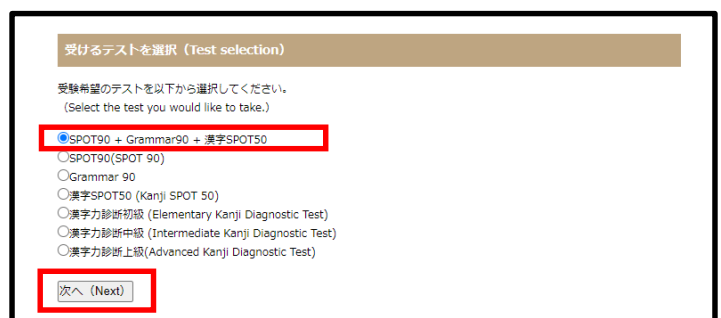 受けるテストを選択（Test selection）
受験希望のテストを以下から選択してください。
（Select the test you would like to take.）
SPOT90 + Grammar90 + 漢字SPOT50
SPOT90(SPOT 90)
Grammar 90
漢字SPOT50 (Kanji SPOT 50)
漢字力診断初級 (Elementary Kanji Diagnostic Test)
漢字力診断中級 (Intermediate Kanji Diagnostic Test)
漢字力診断上級(Advanced Kanji Diagnostic Test)
次へ（Next）